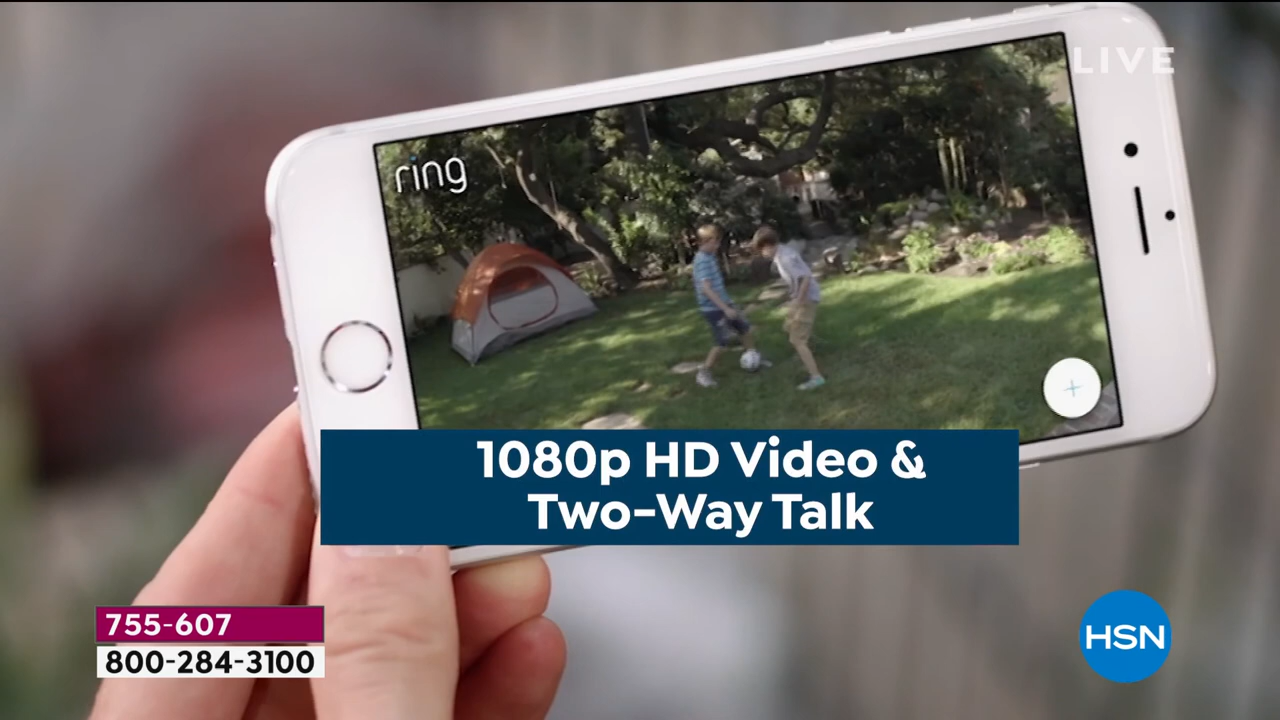 LIVE
ring
1080p HD Video &
Two-Way Talk
755-607
800-284-3100
HSN